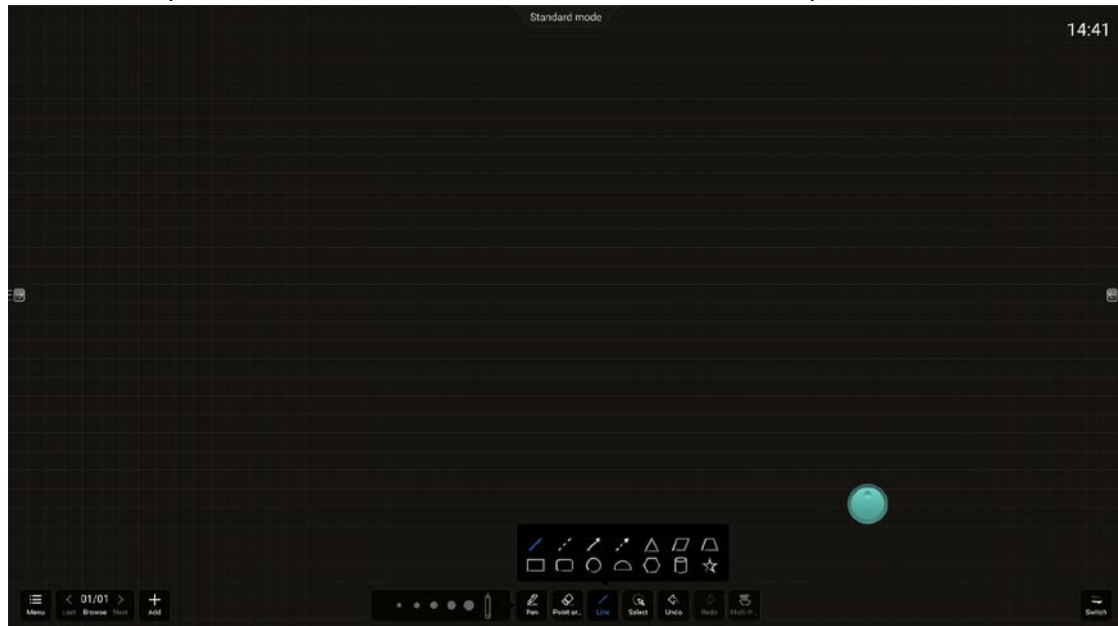 Standard mode
14:41
01/01
Menu Last Browse Next Add
Pen Point er.. Line Select Undo Redo Multi-P.. Switch